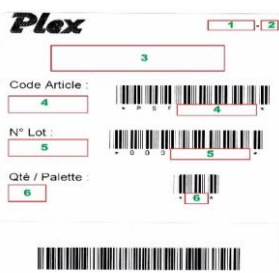 Plex
1 - 2
3
Code Article :
4
* P S F 4 *
N° Lot :
5
* G G G 5 *
Qté / Palette :
6
* 6 *